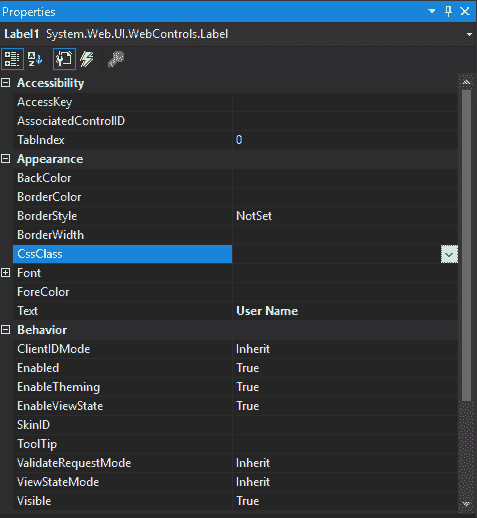 Properties
Label1 System.Web.UI.WebControls.Label
Accessibility
AccessKey
AssociatedControlID
TabIndex 0
Appearance
BackColor
BorderColor
BorderStyle NotSet
BorderWidth
CssClass
Font
ForeColor
Text User Name
Behavior
ClientIDMode Inherit
Enabled True
EnableTheming True
EnableViewState True
SkinID
ToolTip
ValidateRequestMode Inherit
ViewStateMode Inherit
Visible True